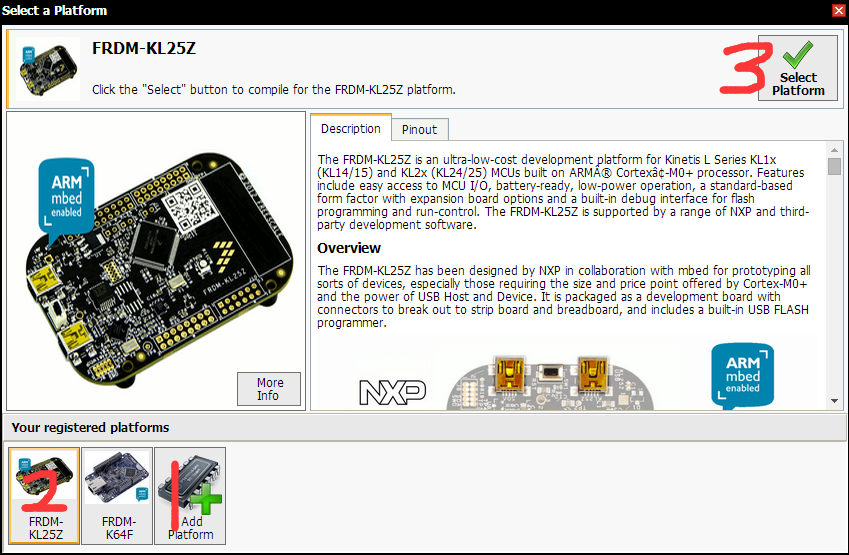 Select a Platform
FRDM-KL25Z
Click the "Select" button to compile for the FRDM-KL25Z platform.
3
Select
Platform
ARM
mbed
enabled
FRDM-KL25Z
More
Info
Description
Pinout
The FRDM-KL25Z is an ultra-low-cost development platform for Kinetis L Series KL1x
(KL14/15) and KL2x (KL24/25) MCUs built on ARMÂ® Cortexâ¢-M0+ processor. Features
include easy access to MCU I/O, battery-ready, low-power operation, a standard-based
form factor with expansion board options and a built-in debug interface for flash
programming and run-control. The FRDM-KL25Z is supported by a range of NXP and third-
party development software.
Overview
The FRDM-KL25Z has been designed by NXP in collaboration with mbed for prototyping all
sorts of devices, especially those requiring the size and price point offered by Cortex-M0+
and the power of USB Host and Device. It is packaged as a development board with
connectors to break out to strip board and breadboard, and includes a built-in USB FLASH
programmer.
NXP
ARM
mbed
enabled
Your registered platforms
2
FRDM-
KL25Z
FRDM-
K64F
1
Add
Platform